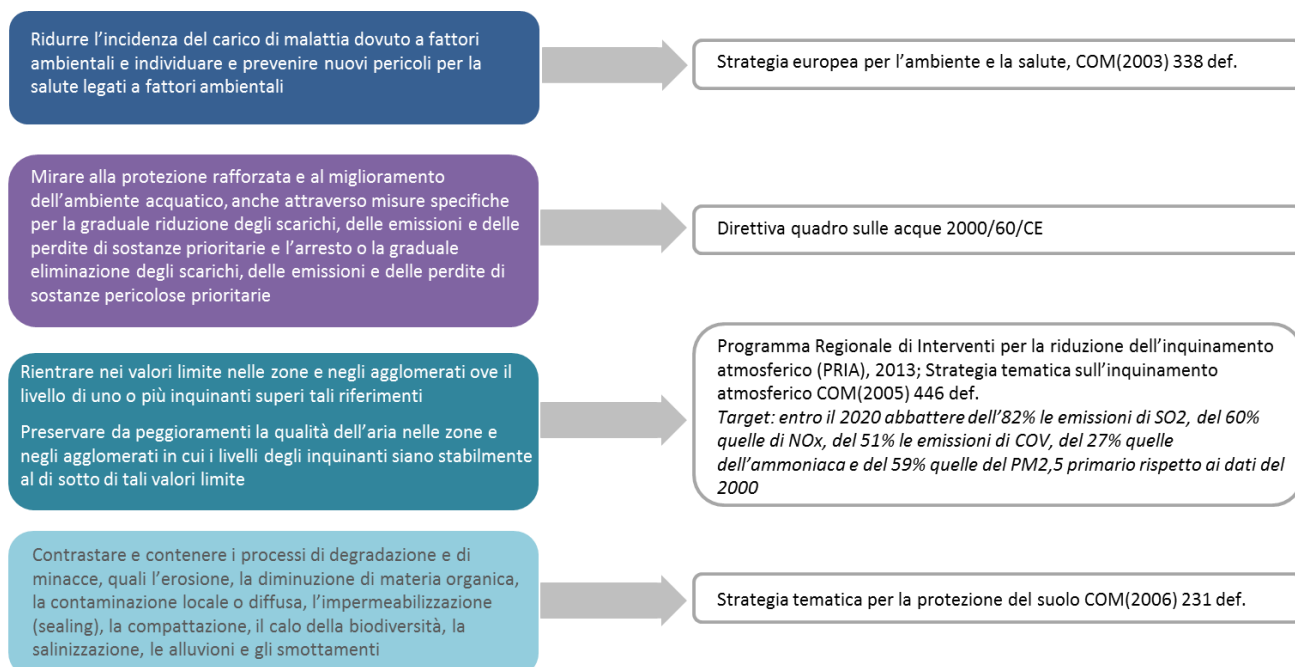 Ridurre l'incidenza del carico di malattia dovuto a fattori
ambientali e individuare e prevenire nuovi pericoli per la
salute legati a fattori ambientali
Strategia europea per l'ambiente e la salute, COM(2003) 338 def.
Mirare alla protezione rafforzata e al miglioramento
dell'ambiente acquatico, anche attraverso misure specifiche
per la graduale riduzione degli scarichi, delle emissioni e delle
perdite di sostanze prioritarie e l'arresto o la graduale
eliminazione degli scarichi, delle emissioni e delle perdite di
sostanze pericolose prioritarie
Direttiva quadro sulle acque 2000/60/CE
Rientrare nei valori limite nelle zone e negli agglomerati ove il
livello di uno o più inquinanti superi tali riferimenti
Preservare da peggioramenti la qualità dell'aria nelle zone e
negli agglomerati in cui i livelli degli inquinanti siano stabilmente
al di sotto di tali valori limite
Programma Regionale di Interventi per la riduzione dell'inquinamento
atmosferico (PRIA), 2013; Strategia tematica sull'inquinamento
atmosferico COM(2005) 446 def.
Target: entro il 2020 abbattere dell'82% le emissioni di SO2, del 60%
quelle di NOx, del 51% le emissioni di COV, del 27% quelle
dell'ammoniaca e del 59% quelle del PM2,5 primario rispetto ai dati del
2000
Contrastare e contenere i processi di degradazione e di
minacce, quali l'erosione, la diminuzione di materia organica,
la contaminazione locale o diffusa, l'impermeabilizzazione
(sealing), la compattazione, il calo della biodiversità, la
salinizzazione, le alluvioni e gli smottamenti
Strategia tematica per la protezione del suolo COM(2006) 231 def.